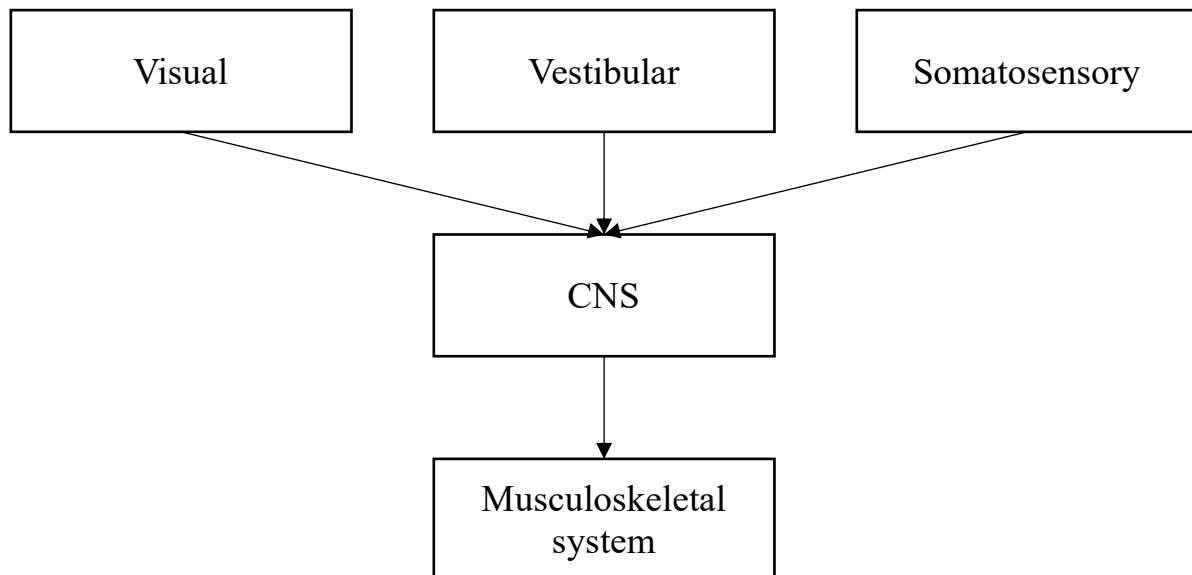 Visual
Vestibular
Somatosensory
CNS
Musculoskeletal
system